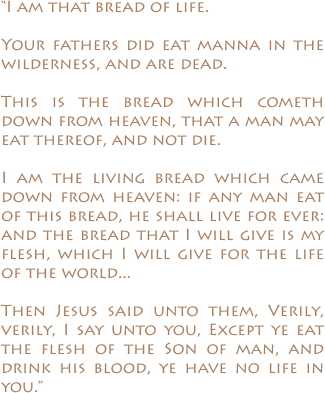 “I am that bread of life.
Your fathers did eat manna in the
wilderness, and are dead.
This is the bread which cometh
down from heaven, that a man may
eat thereof, and not die.
I am the living bread which came
down from heaven: if any man eat
of this bread, he shall live for ever:
and the bread that I will give is my
flesh, which I will give for the life
of the world...
Then Jesus said unto them, Verily,
verily, I say unto you, Except ye eat
the flesh of the Son of man, and
drink his blood, ye have no life in
you.”